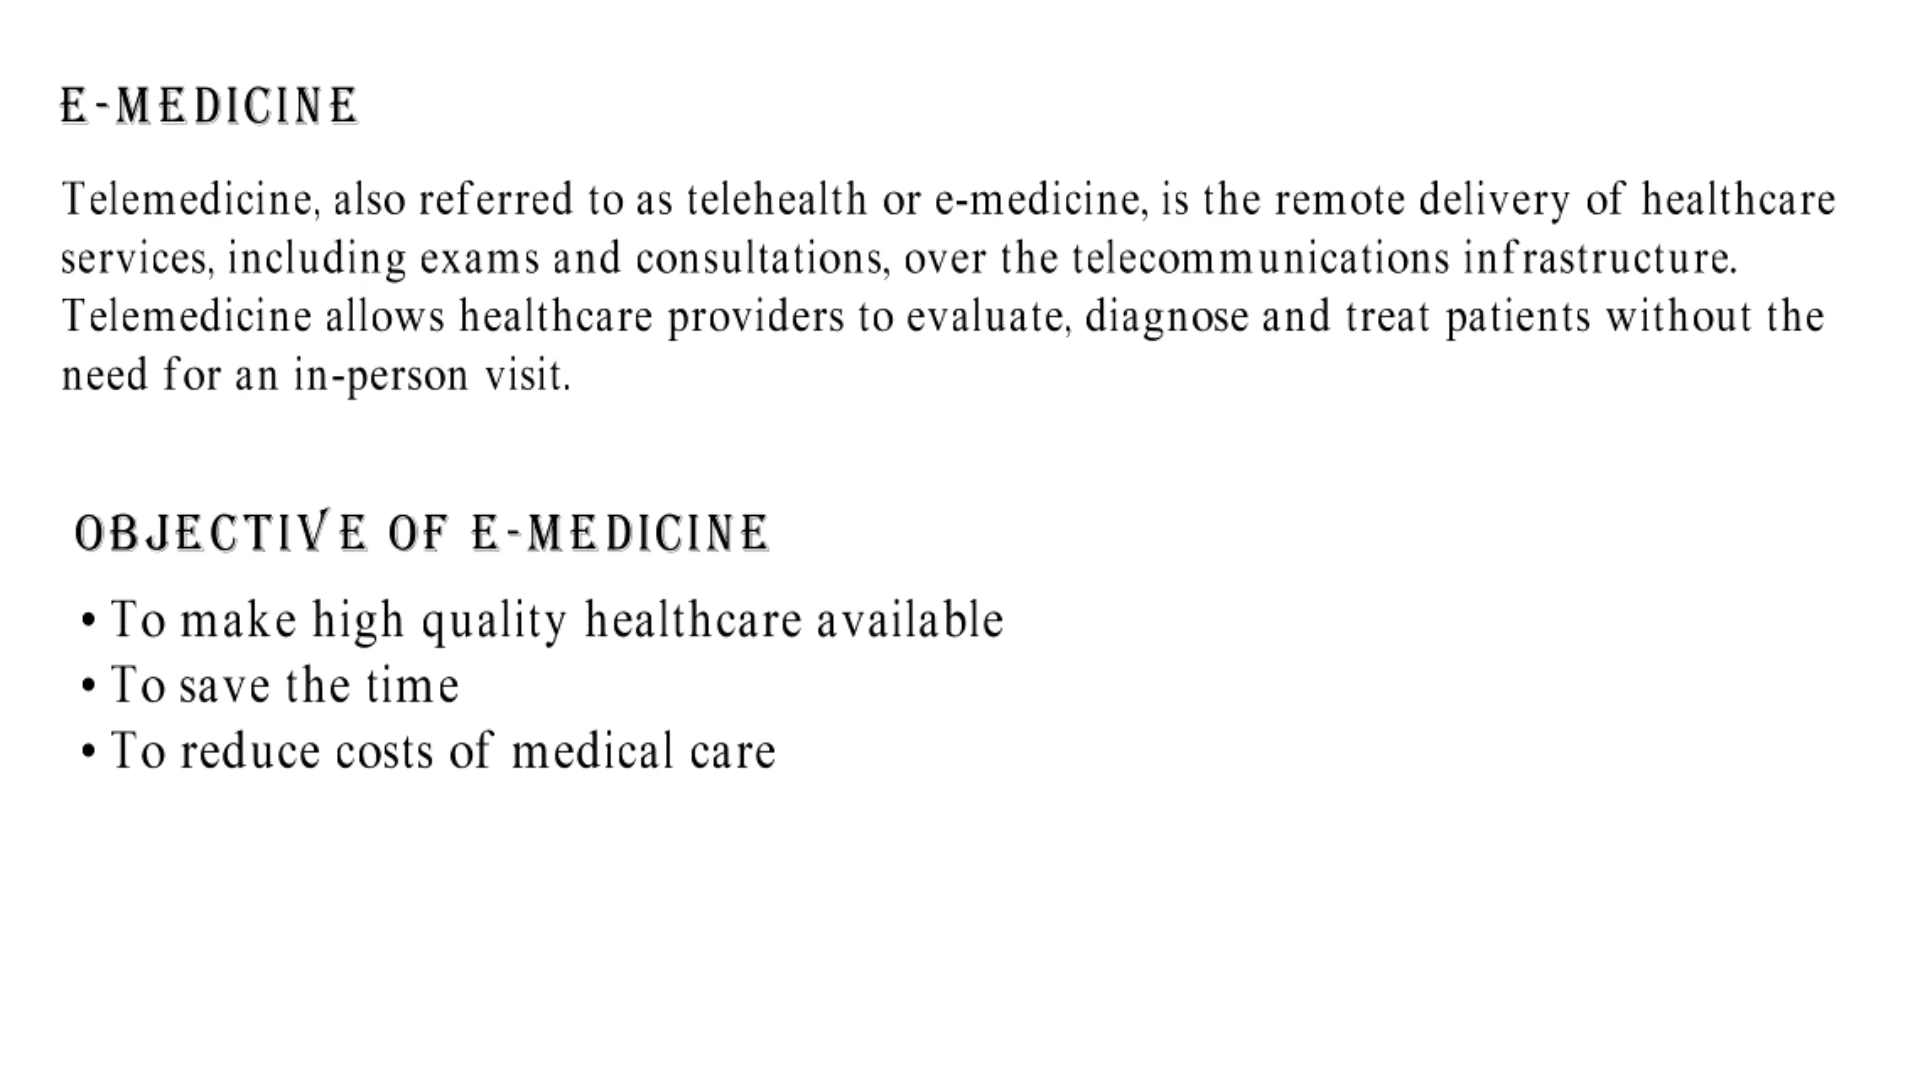 E-MEDICINE
Telemedicine, also referred to as telehealth or e-medicine, is the remote delivery of healthcare
services, including exams and consultations, over the telecommunications infrastructure.
Telemedicine allows healthcare providers to evaluate, diagnose and treat patients without the
need for an in-person visit.
OBJECTIVE OF E-MEDICINE
• To make high quality healthcare available
• To save the time
• To reduce costs of medical care